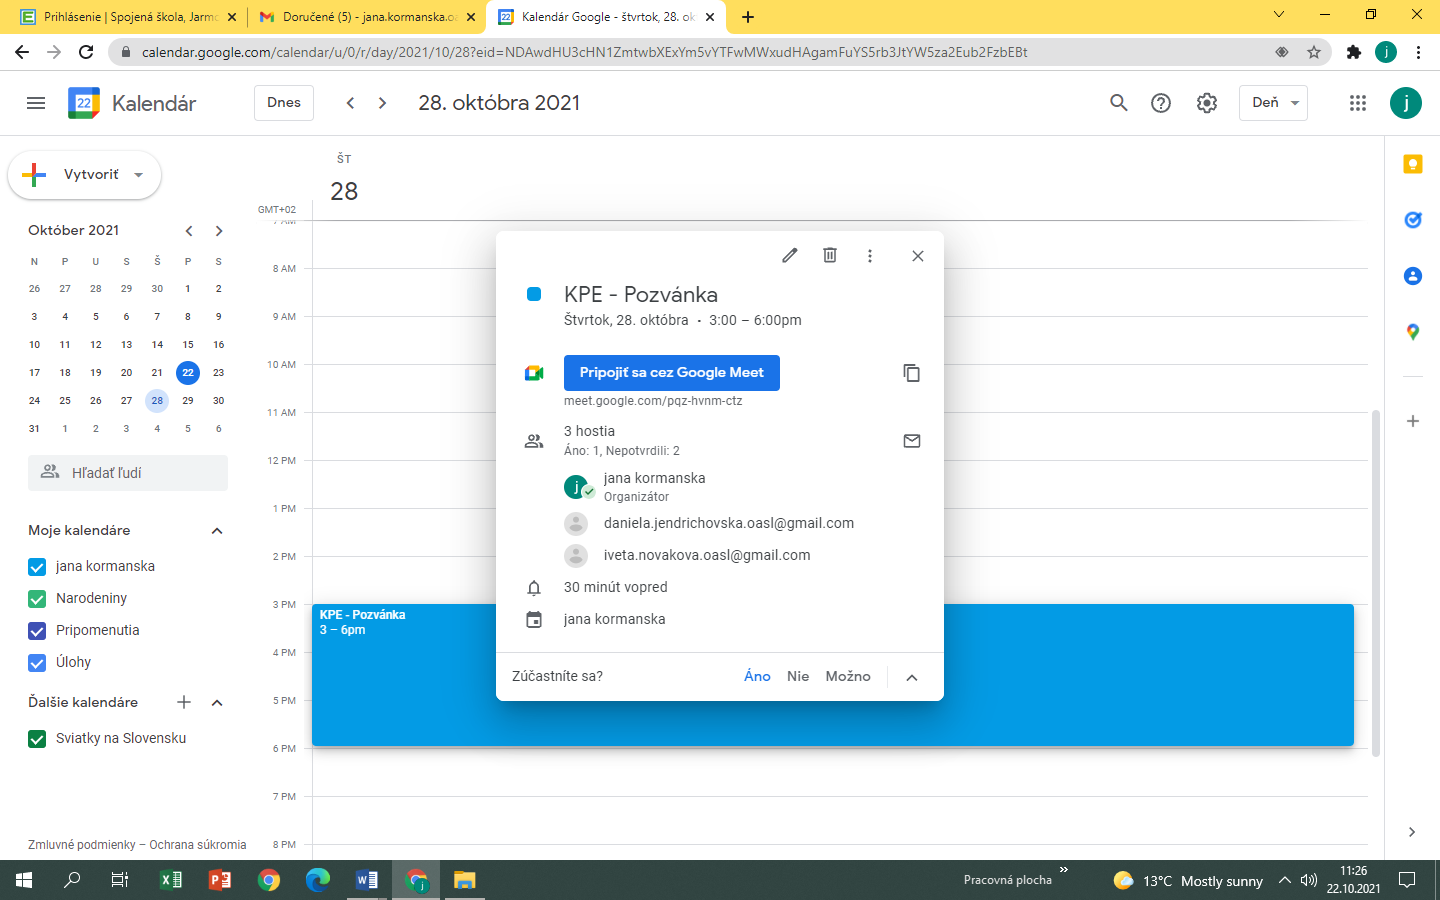 Prihlásenie | Spojená škola, Jarmo
Doručené (5) - jana.kormanska.oa
Kalendár Google - štvrtok, 28. ok
calendar.google.com/calendar/u/0/r/day/2021/10/28?eid=NDAwdHU3cHN1ZmtwbXExYm5vYTFwMWxudHAgamFuYS5rb3JtYW5za2Eub2FzbEBt
j
22
Kalendár
Dnes
28. októbra 2021
Deň
j
Vytvoriť
ŠT
28
GMT+02
Október 2021
N P U S Š P S
26 27 28 29 30 1 2
3 4 5 6 7 8 9
10 11 12 13 14 15 16
17 18 19 20 21 22 23
24 25 26 27 28 29 30
31 1 2 3 4 5 6
Hľadať ľudí
Moje kalendáre
jana kormanska
Narodeniny
Pripomenutia
Úlohy
Ďalšie kalendáre
Sviatky na Slovensku
Zmluvné podmienky – Ochrana súkromia
7 AM
8 AM
9 AM
10 AM
11 AM
12 PM
1 PM
2 PM
3 PM
4 PM
5 PM
6 PM
7 PM
8 PM
KPE - Pozvánka
3 – 6pm
KPE - Pozvánka
Štvrtok, 28. októbra · 3:00 – 6:00pm
Pripojiť sa cez Google Meet
meet.google.com/pqz-hvnm-ctz
3 hostia
Áno: 1, Nepotvrdili: 2
j
jana kormanska
Organizátor
daniela.jendrichovska.oasl@gmail.com
iveta.novakova.oasl@gmail.com
30 minút vopred
jana kormanska
Zúčastníte sa?
Áno Nie Možno
Pracovná plocha
13°C Mostly sunny
11:26
22.10.2021